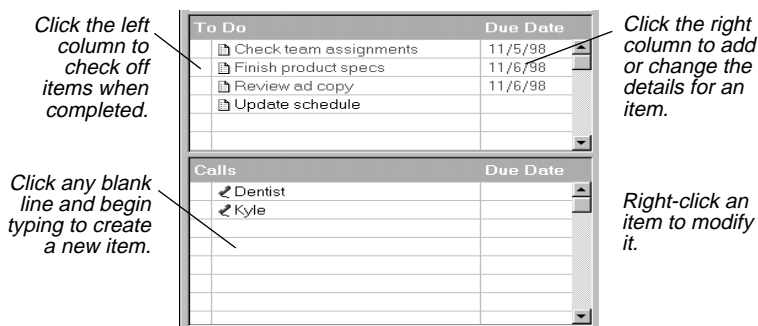 Click the left
column to
check off
items when
completed.
To Do Due Date
Check team assignments 11/5/98
Finish product specs 11/6/98
Review ad copy 11/6/98
Update schedule
Click the right
column to add
or change the
details for an
item.
Calls Due Date
Dentist
Kyle
Click any blank
line and begin
typing to create
a new item.
Right-click an
item to modify
it.